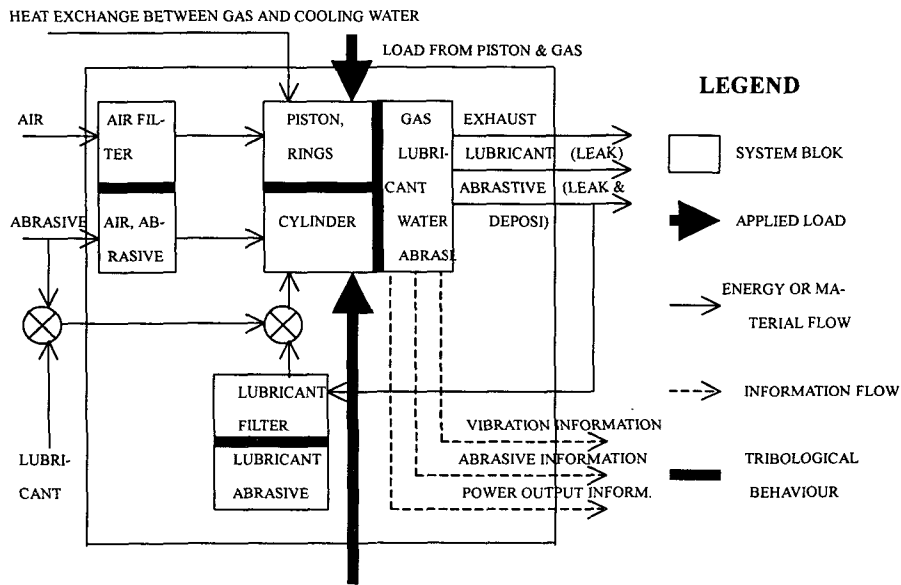 HEAT EXCHANGE BETWEEN GAS AND COOLING WATER
LOAD FROM PISTON & GAS
LEGEND
AIR
AIR FIL-
TER
PISTON,
RINGS
GAS
LUBRI-
CANT
WATER
ABRASI
EXHAUST
LUBRICANT (LEAK)
ABRASTIVE (LEAK &
DEPOSI)
SYSTEM BLOK
ABRASIVE
AIR, AB-
RASIVE
CYLINDER
APPLIED LOAD
ENERGY OR MA-
TERIAL FLOW
LUBRICANT
FILTER
LUBRICANT
ABRASIVE
INFORMATION FLOW
VIBRATION INFORMATION
ABRASIVE INFORMATION
POWER OUTPUT INFORM.
LUBRI-
CANT
TRIBOLOGICAL
BEHAVIOUR